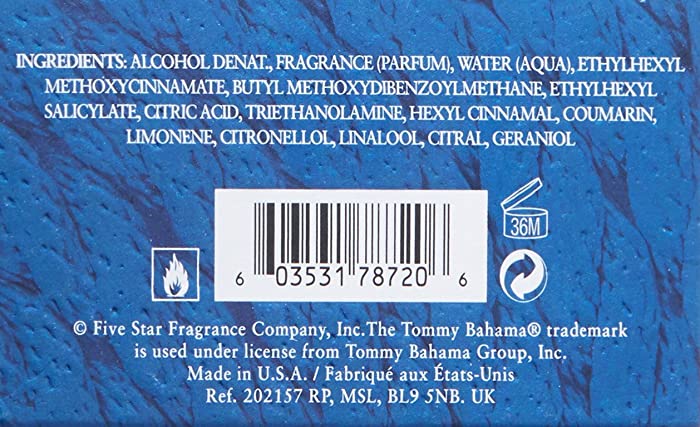 INGREDIENTS: ALCOHOL DENAT., FRAGRANCE (PARFUM), WATER (AQUA), ETHYLHEXYL
METHOXYCINNAMATE, BUTYL METHOXYDIBENZOYLMETHANE, ETHYLHEXYL
SALICYLATE, CITRIC ACID, TRIETHANOLAMINE, HEXYL CINNAMAL, COUMARIN,
LIMONENE, CITRONELLOL, LINALOOL, CITRAL, GERANIOL
36M
6 03531 78720 6
© Five Star Fragrance Company, Inc.The Tommy Bahama® trademark
is used under license from Tommy Bahama Group, Inc.
Made in U.S.A. / Fabriqué aux États-Unis
Ref. 202157 RP, MSL, BL9 5NB. UK